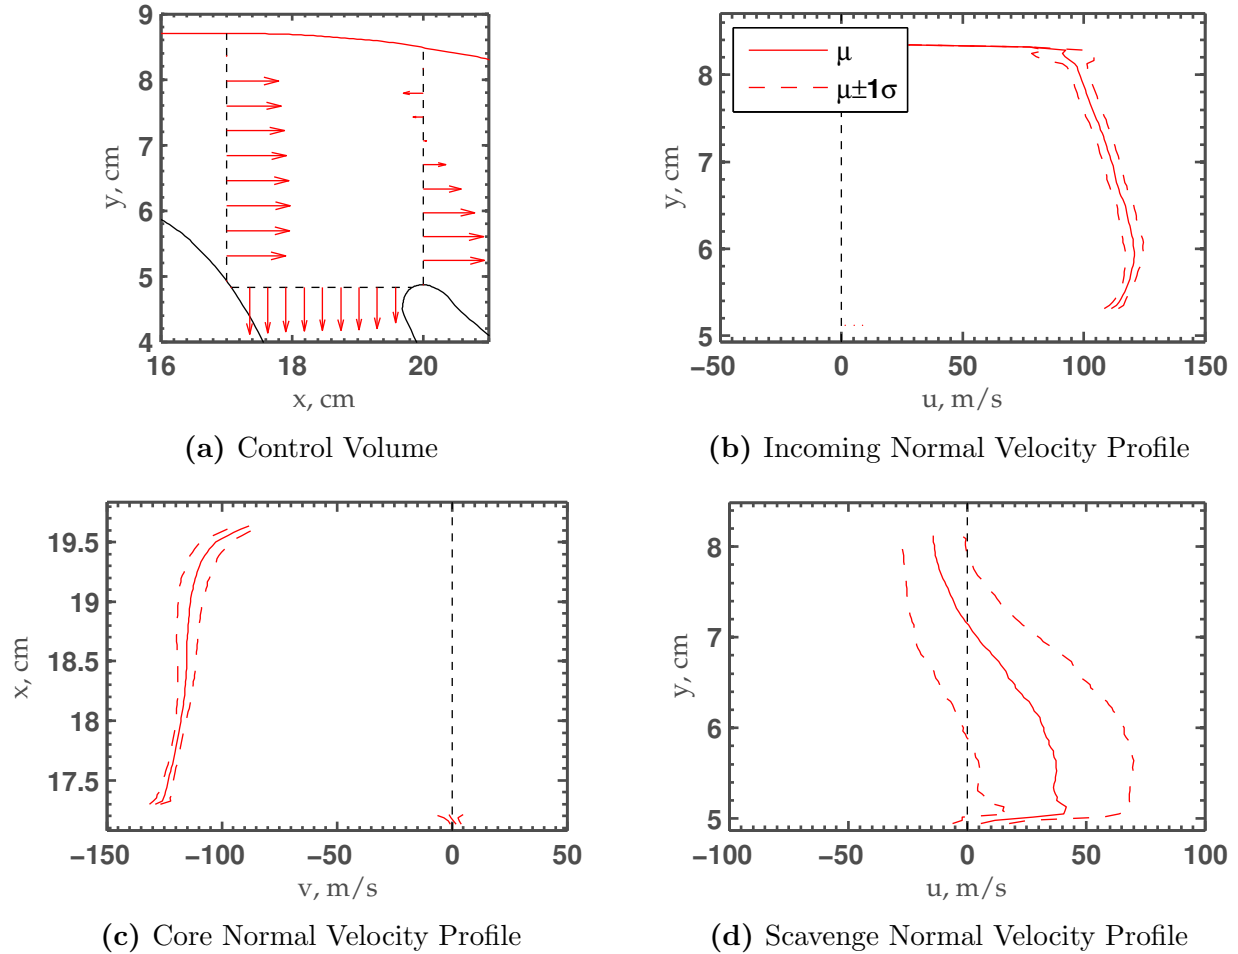 9
8
7
6
5
4
y, cm
16
18
20
x, cm
(a) Control Volume
μ
μ±1σ
8
7
6
5
y, cm
−50
0
50
100
150
u, m/s
(b) Incoming Normal Velocity Profile
19.5
19
18.5
18
17.5
x, cm
−150
−100
−50
0
50
v, m/s
(c) Core Normal Velocity Profile
8
7
6
5
y, cm
−100
−50
0
50
100
u, m/s
(d) Scavenge Normal Velocity Profile